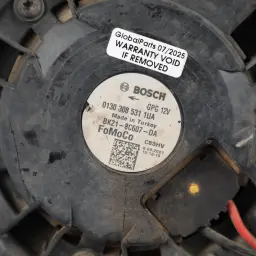 GlobalParts 07/2025
WARRANTY VOID
IF REMOVED
BOSCH
0130 308 531 1UA
GPG 12V
Made in Turkey
BK21-8C607-DA
FoMoCo
CB3HV